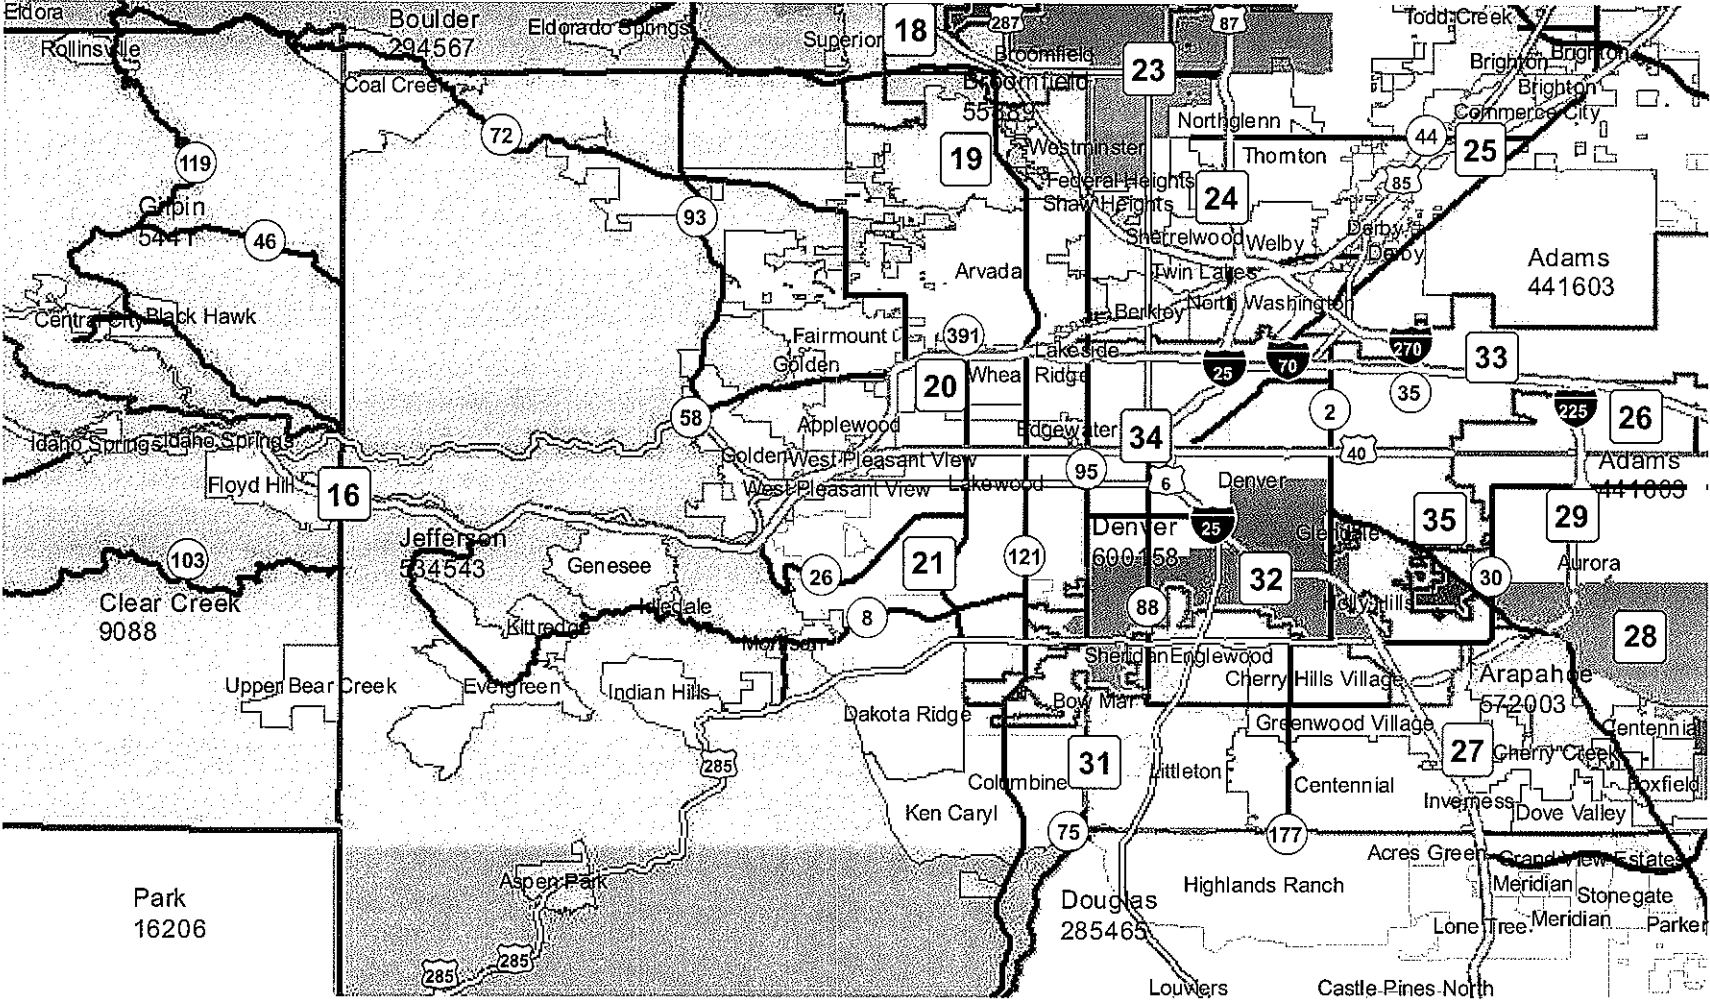 Eldora
Boulder
294567
Eldorado Springs
18
287
87
Todd Creek
Rollinsville
Superior
Broomfield
Brighton
Brighton
23
Brighton
Coal Creek
Broomfield
55889
Brighton
Commerce City
72
Northglenn
44
25
119
19
Westminster
Thornton
Federal Heights
85
Gilpin
5441
93
Shaw Heights
24
46
Sherrelwood
Welby
Derby
Derby
Arvada
Twin Lakes
Adams
441603
Central City
Black Hawk
Berkley
North Washington
Fairmount
391
Golden
Lakeside
25
70
270
33
20
Wheat Ridge
35
58
2
225
26
Applewood
Edgewater
34
Idaho Springs
Idaho Springs
Golden
West Pleasant View
95
40
Adams
441603
Floyd Hill
16
West Pleasant View
Lakewood
6
Denver
Jefferson
534543
Denver
600158
25
Glendale
35
29
103
Genesee
26
21
121
32
30
Aurora
Clear Creek
9088
Kittredge
Idledale
8
88
Holly Hills
28
Morrison
Sheridan
Englewood
Upper Bear Creek
Evergreen
Indian Hills
Cherry Hills Village
Arapahoe
572003
Dakota Ridge
Bow Mar
Greenwood Village
Centennial
285
31
27
Cherry Creek
Columbine
Littleton
Centennial
Foxfield
Ken Caryl
Inverness
Dove Valley
75
177
Acres Green
Grand View Estates
Aspen Park
Park
16206
Douglas
285465
Highlands Ranch
Meridian
Stonegate
Lone Tree
Meridian
Parker
285
285
Louviers
Castle Pines North